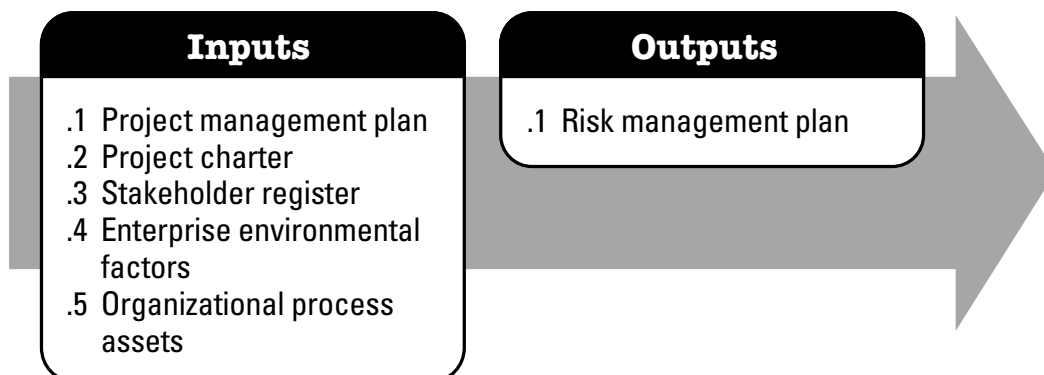 Inputs
.1 Project management plan
.2 Project charter
.3 Stakeholder register
.4 Enterprise environmental
factors
.5 Organizational process
assets
Outputs
.1 Risk management plan